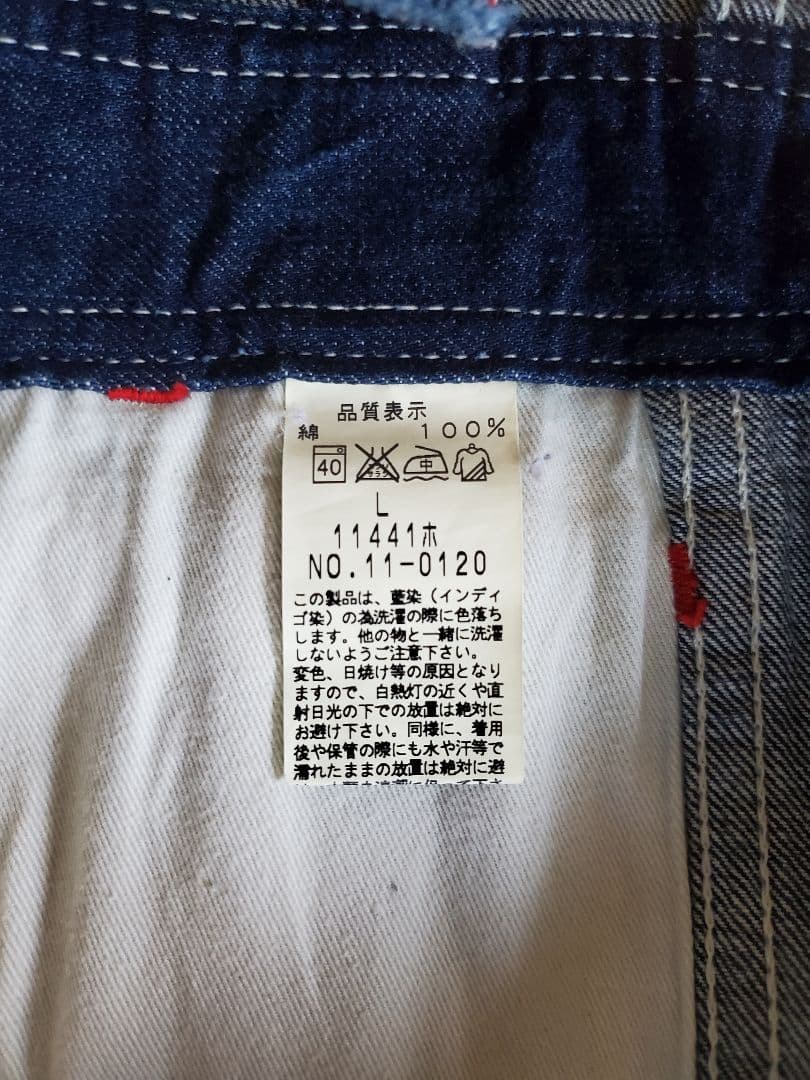 品質表示
綿 100%
40 中
L
11441ホ
NO.11-0120
この製品は、藍染（インディ
ゴ染）の為洗濯の際に色落ち
します。他の物と一緒に洗濯
しないようご注意下さい。
変色、日焼け等の原因となり
ますので、白熱灯の近くや直
射日光の下での放置は絶対に
お避け下さい。同様に、着用
後や保管の際にも水や汗等で
濡れたままの放置は絶対に避